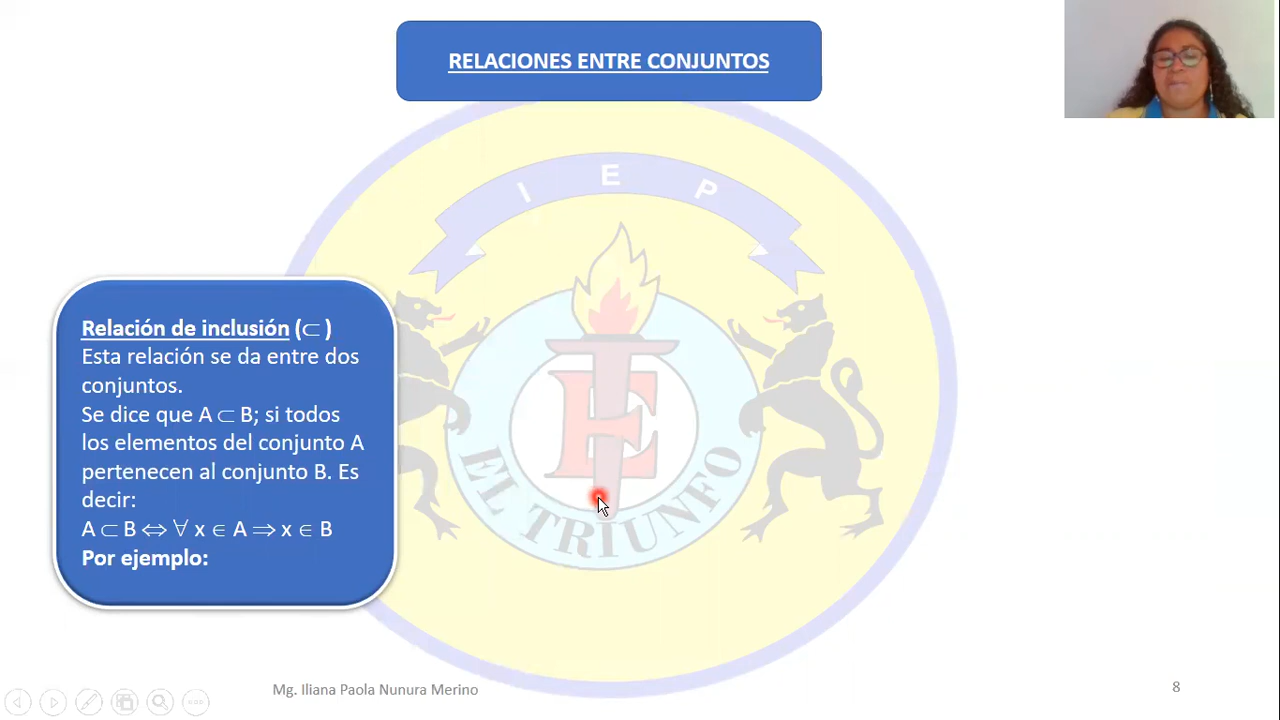 RELACIONES ENTRE CONJUNTOS
I E P
Relación de inclusión (⊂ )
Esta relación se da entre dos
conjuntos.
Se dice que A ⊂ B; si todos
los elementos del conjunto A
pertenecen al conjunto B. Es
decir:
A ⊂ B ⇔ ∀ x ∈ A ⇒ x ∈ B
Por ejemplo:
E
EL TRIUNFO
Mg. Iliana Paola Nunura Merino
8